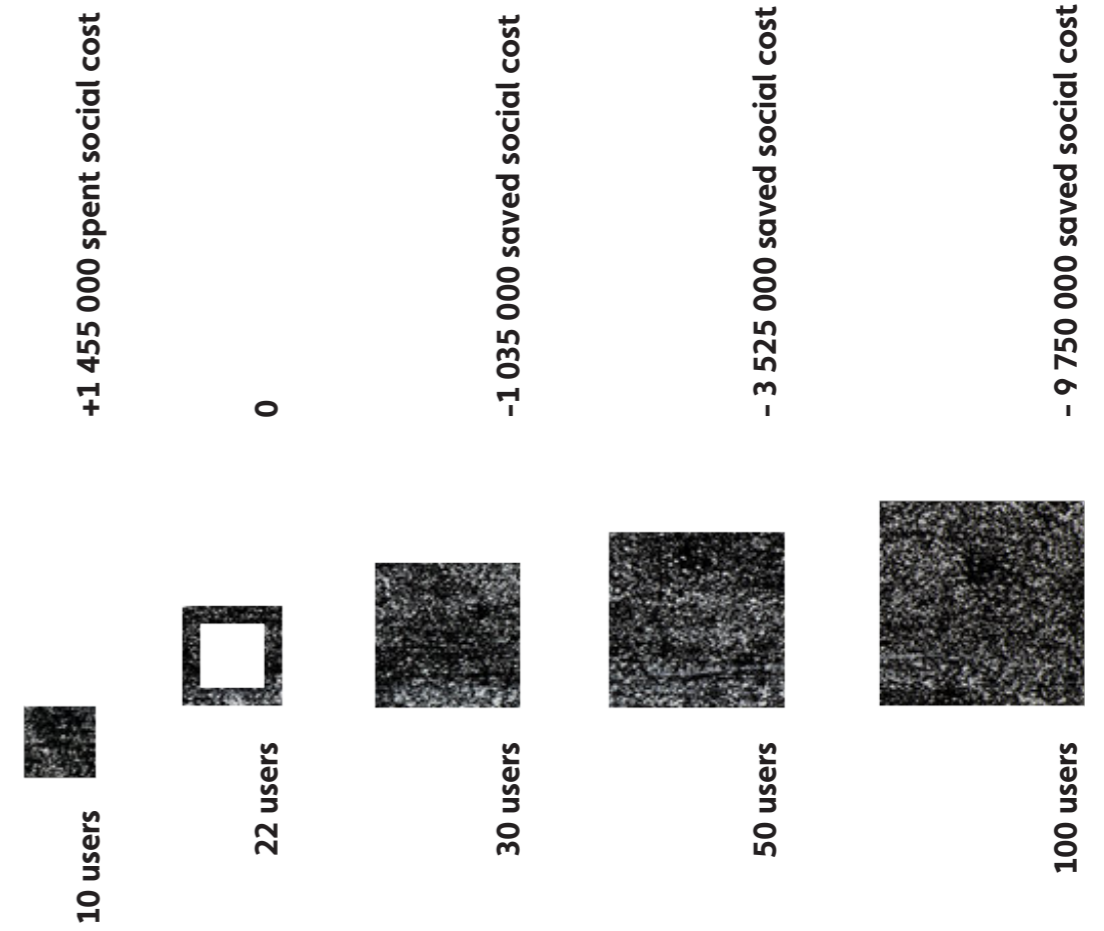 10 users
+1 455 000 spent social cost
22 users
0
30 users
–1 035 000 saved social cost
50 users
– 3 525 000 saved social cost
100 users
– 9 750 000 saved social cost